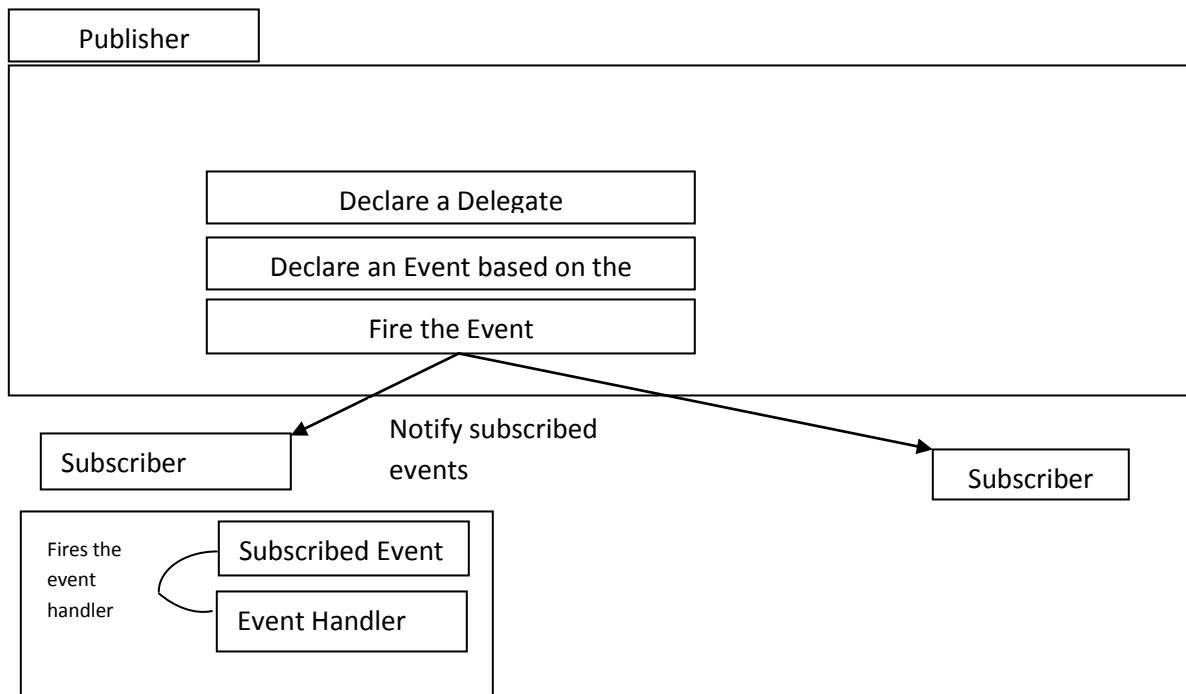 Publisher
Declare a Delegate
Declare an Event based on the
Fire the Event
Notify subscribed
events
Subscriber
Subscriber
Fires the
event
handler
Subscribed Event
Event Handler